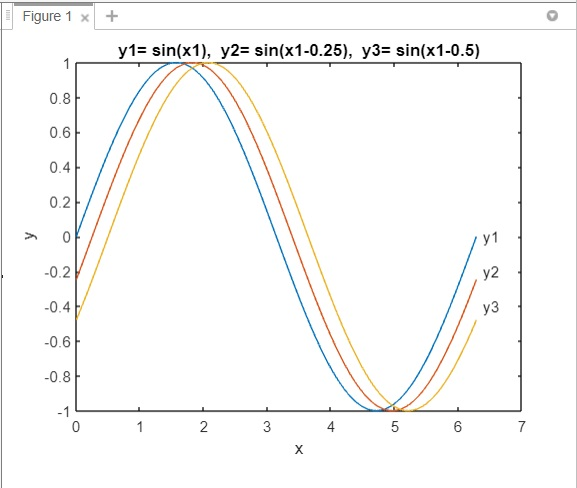 Figure 1 ×
y1= sin(x1),  y2= sin(x1-0.25),  y3= sin(x1-0.5)
1
0.8
0.6
0.4
0.2
0
-0.2
-0.4
-0.6
-0.8
-1
y
y1
y2
y3
0 1 2 3 4 5 6 7
x